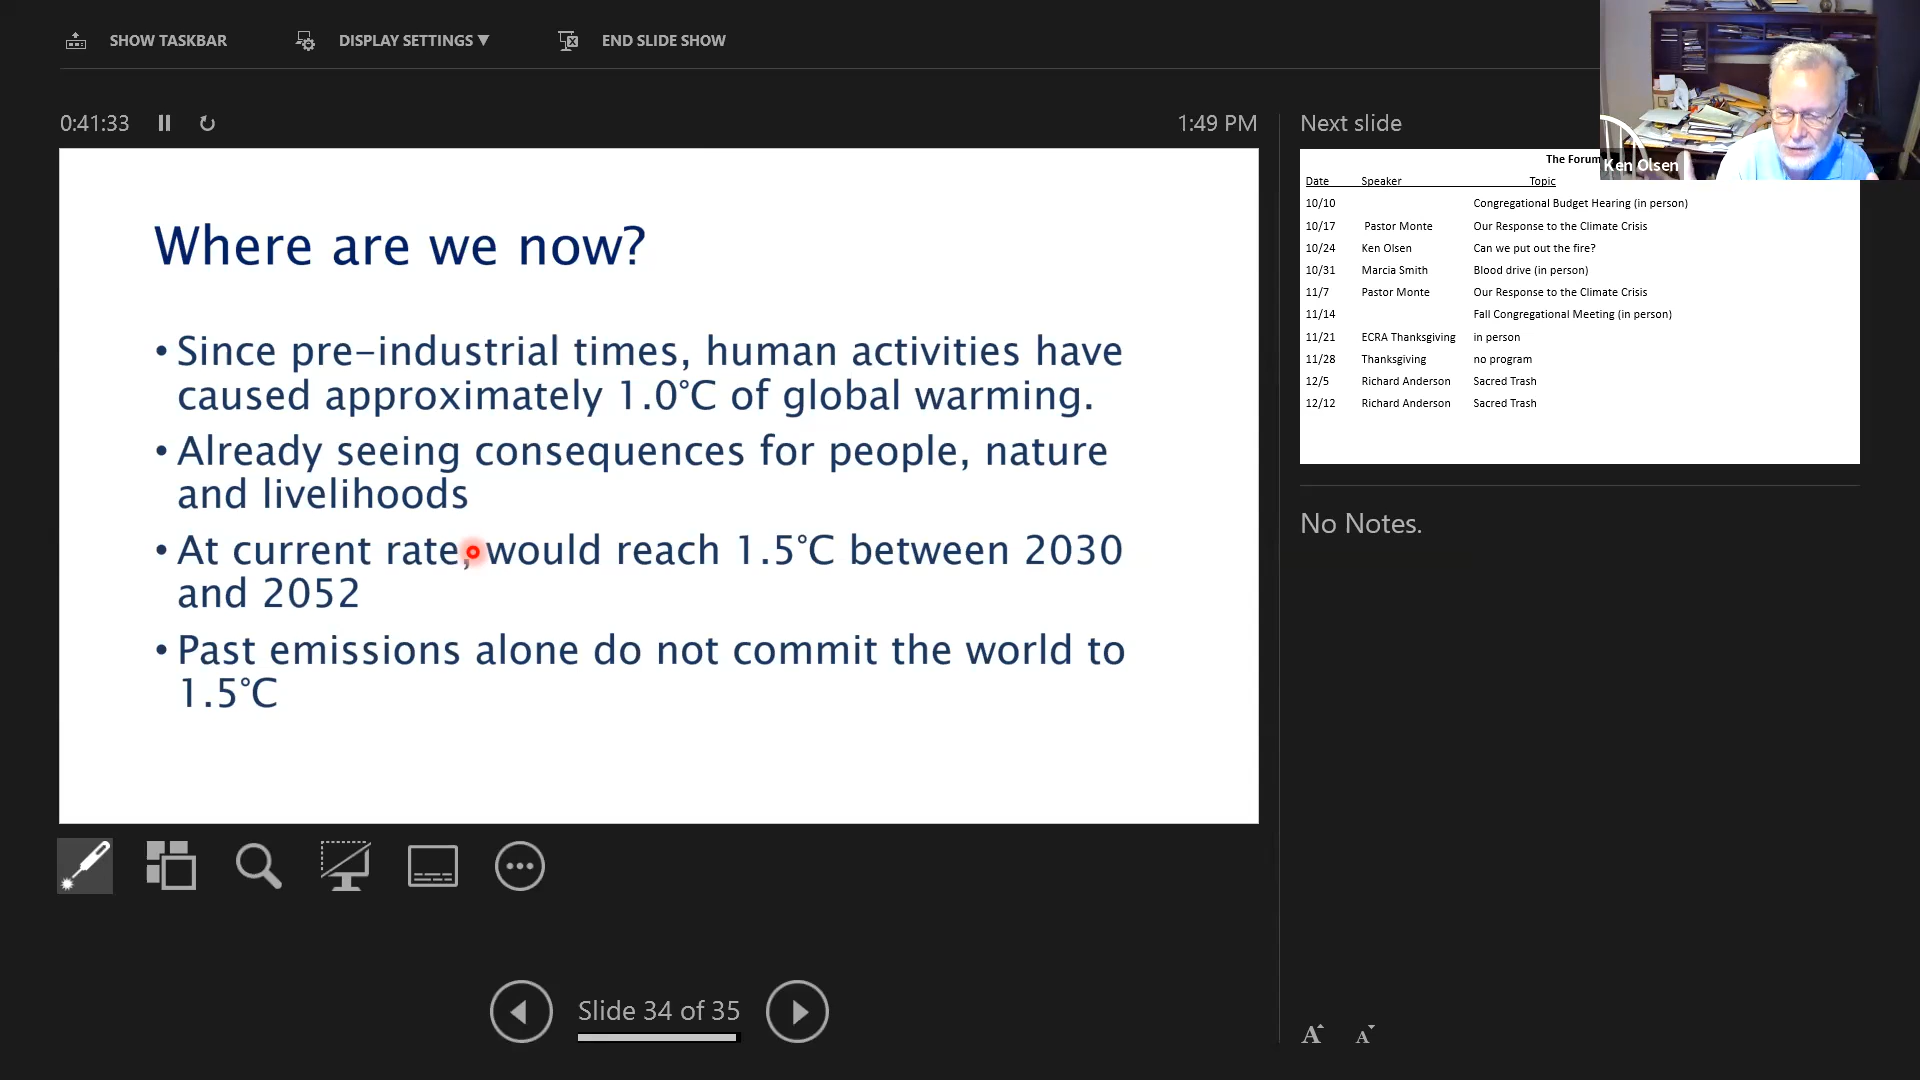 SHOW TASKBAR DISPLAY SETTINGS ▼ END SLIDE SHOW
0:41:33 1:49 PM
Where are we now?
• Since pre-industrial times, human activities have
caused approximately 1.0°C of global warming.
• Already seeing consequences for people, nature
and livelihoods
• At current rate, would reach 1.5°C between 2030
and 2052
• Past emissions alone do not commit the world to
1.5°C
Slide 34 of 35
Next slide
Ken Olsen
The Forum
Date Speaker Topic
10/10 Congregational Budget Hearing (in person)
10/17 Pastor Monte Our Response to the Climate Crisis
10/24 Ken Olsen Can we put out the fire?
10/31 Marcia Smith Blood drive (in person)
11/7 Pastor Monte Our Response to the Climate Crisis
11/14 Fall Congregational Meeting (in person)
11/21 ECRA Thanksgiving in person
11/28 Thanksgiving no program
12/5 Richard Anderson Sacred Trash
12/12 Richard Anderson Sacred Trash
No Notes.
A A